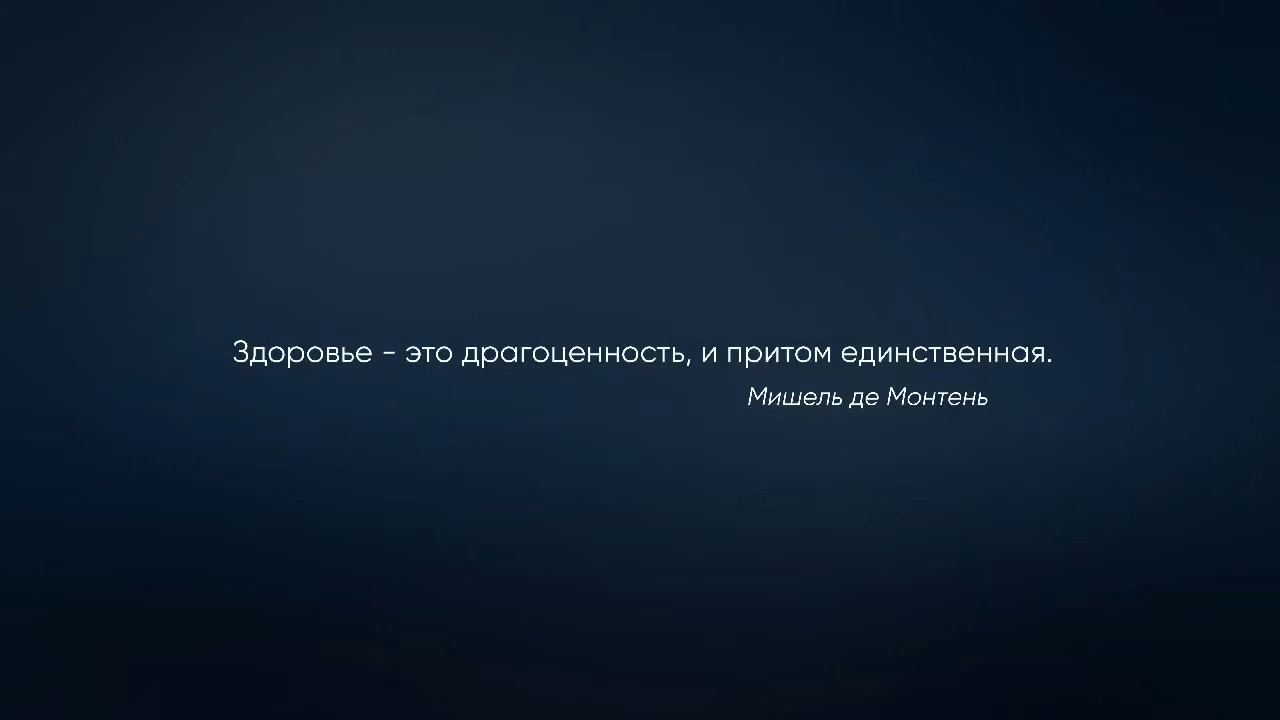 Здоровье - это драгоценность, и притом единственная.
Мишель де Монтень